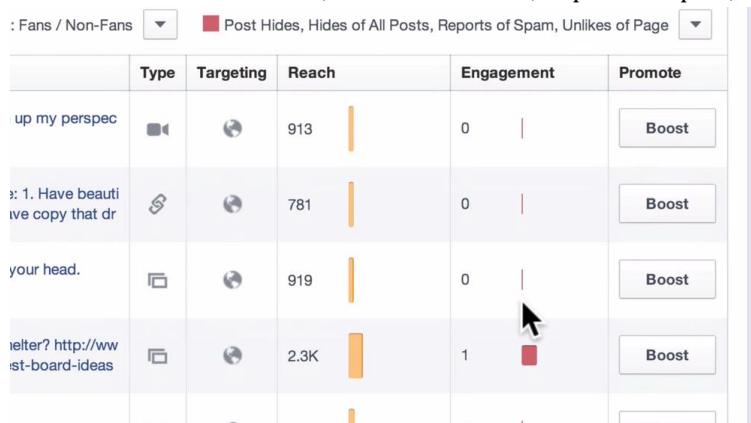 : Fans / Non-Fans
Post Hides, Hides of All Posts, Reports of Spam, Unlikes of Page
Type Targeting Reach Engagement Promote
up my perspec
913 0 Boost
e: 1. Have beauti
ave copy that dr
781 0 Boost
your head.
919 0 Boost
helter? http://ww
est-board-ideas
2.3K 1 Boost